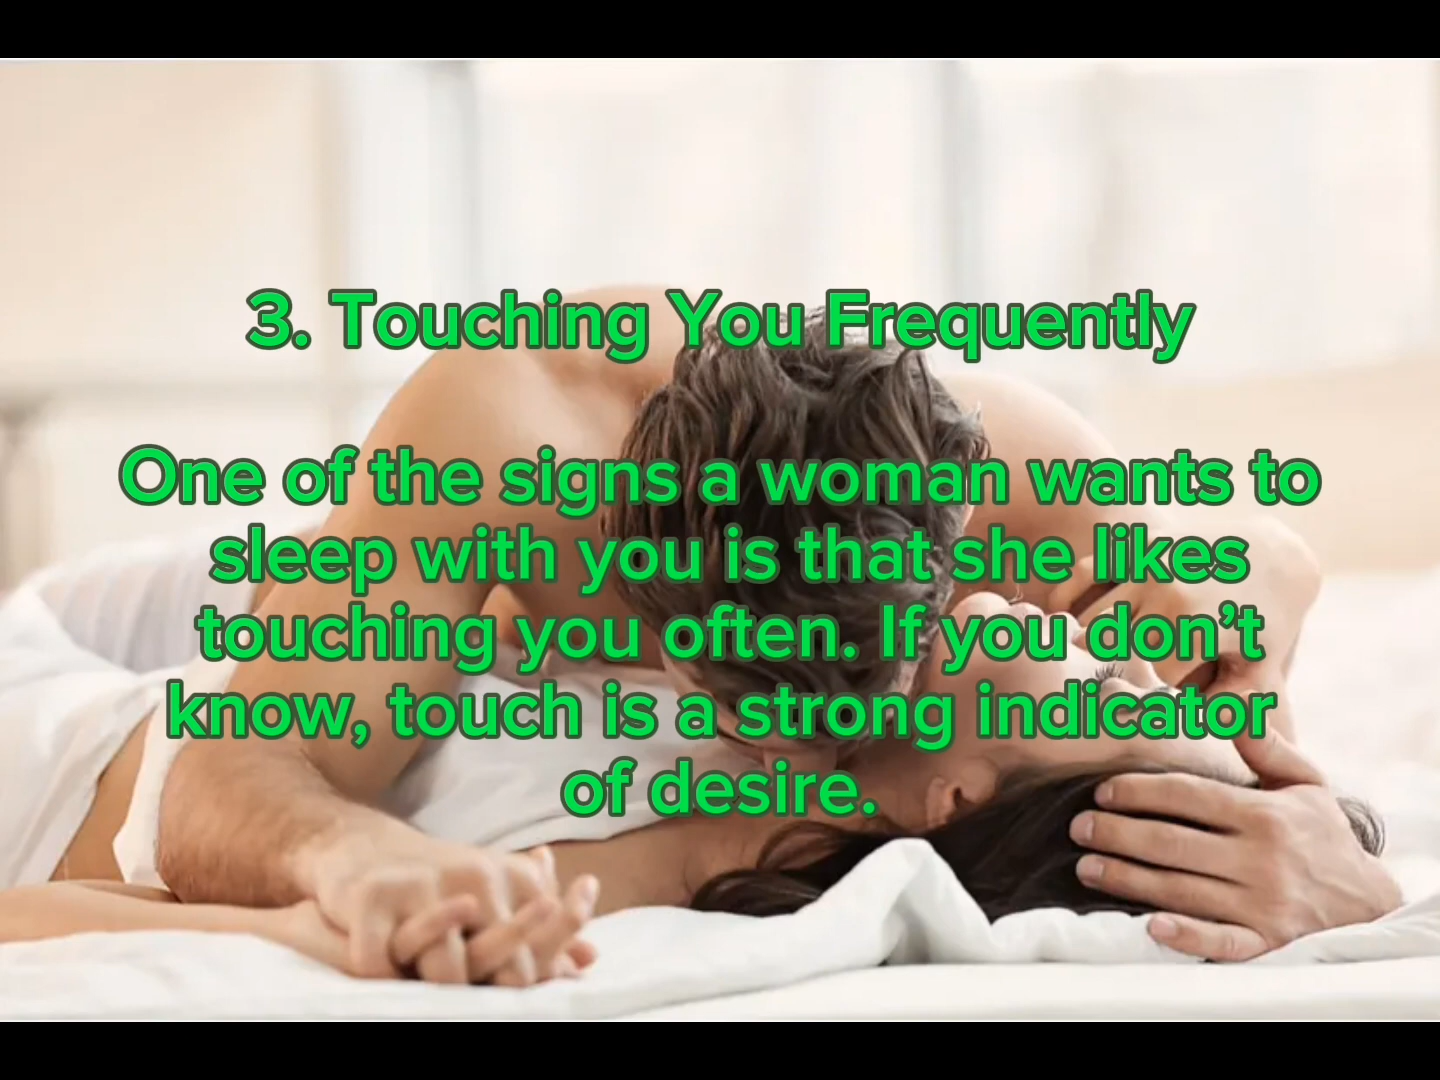 3. Touching You Frequently
One of the signs a woman wants to
sleep with you is that she likes
touching you often. If you don’t
know, touch is a strong indicator
of desire.